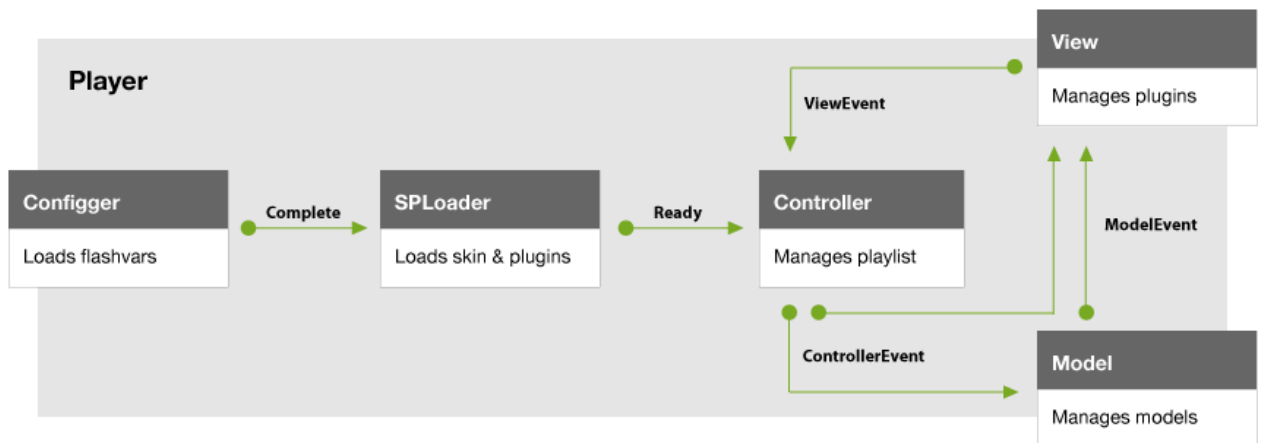 View
Player
Manages plugins
ViewEvent
Configger
Complete
SPLoader
Ready
Controller
ModelEvent
Loads flashvars
Loads skin & plugins
Manages playlist
ControllerEvent
Model
Manages models